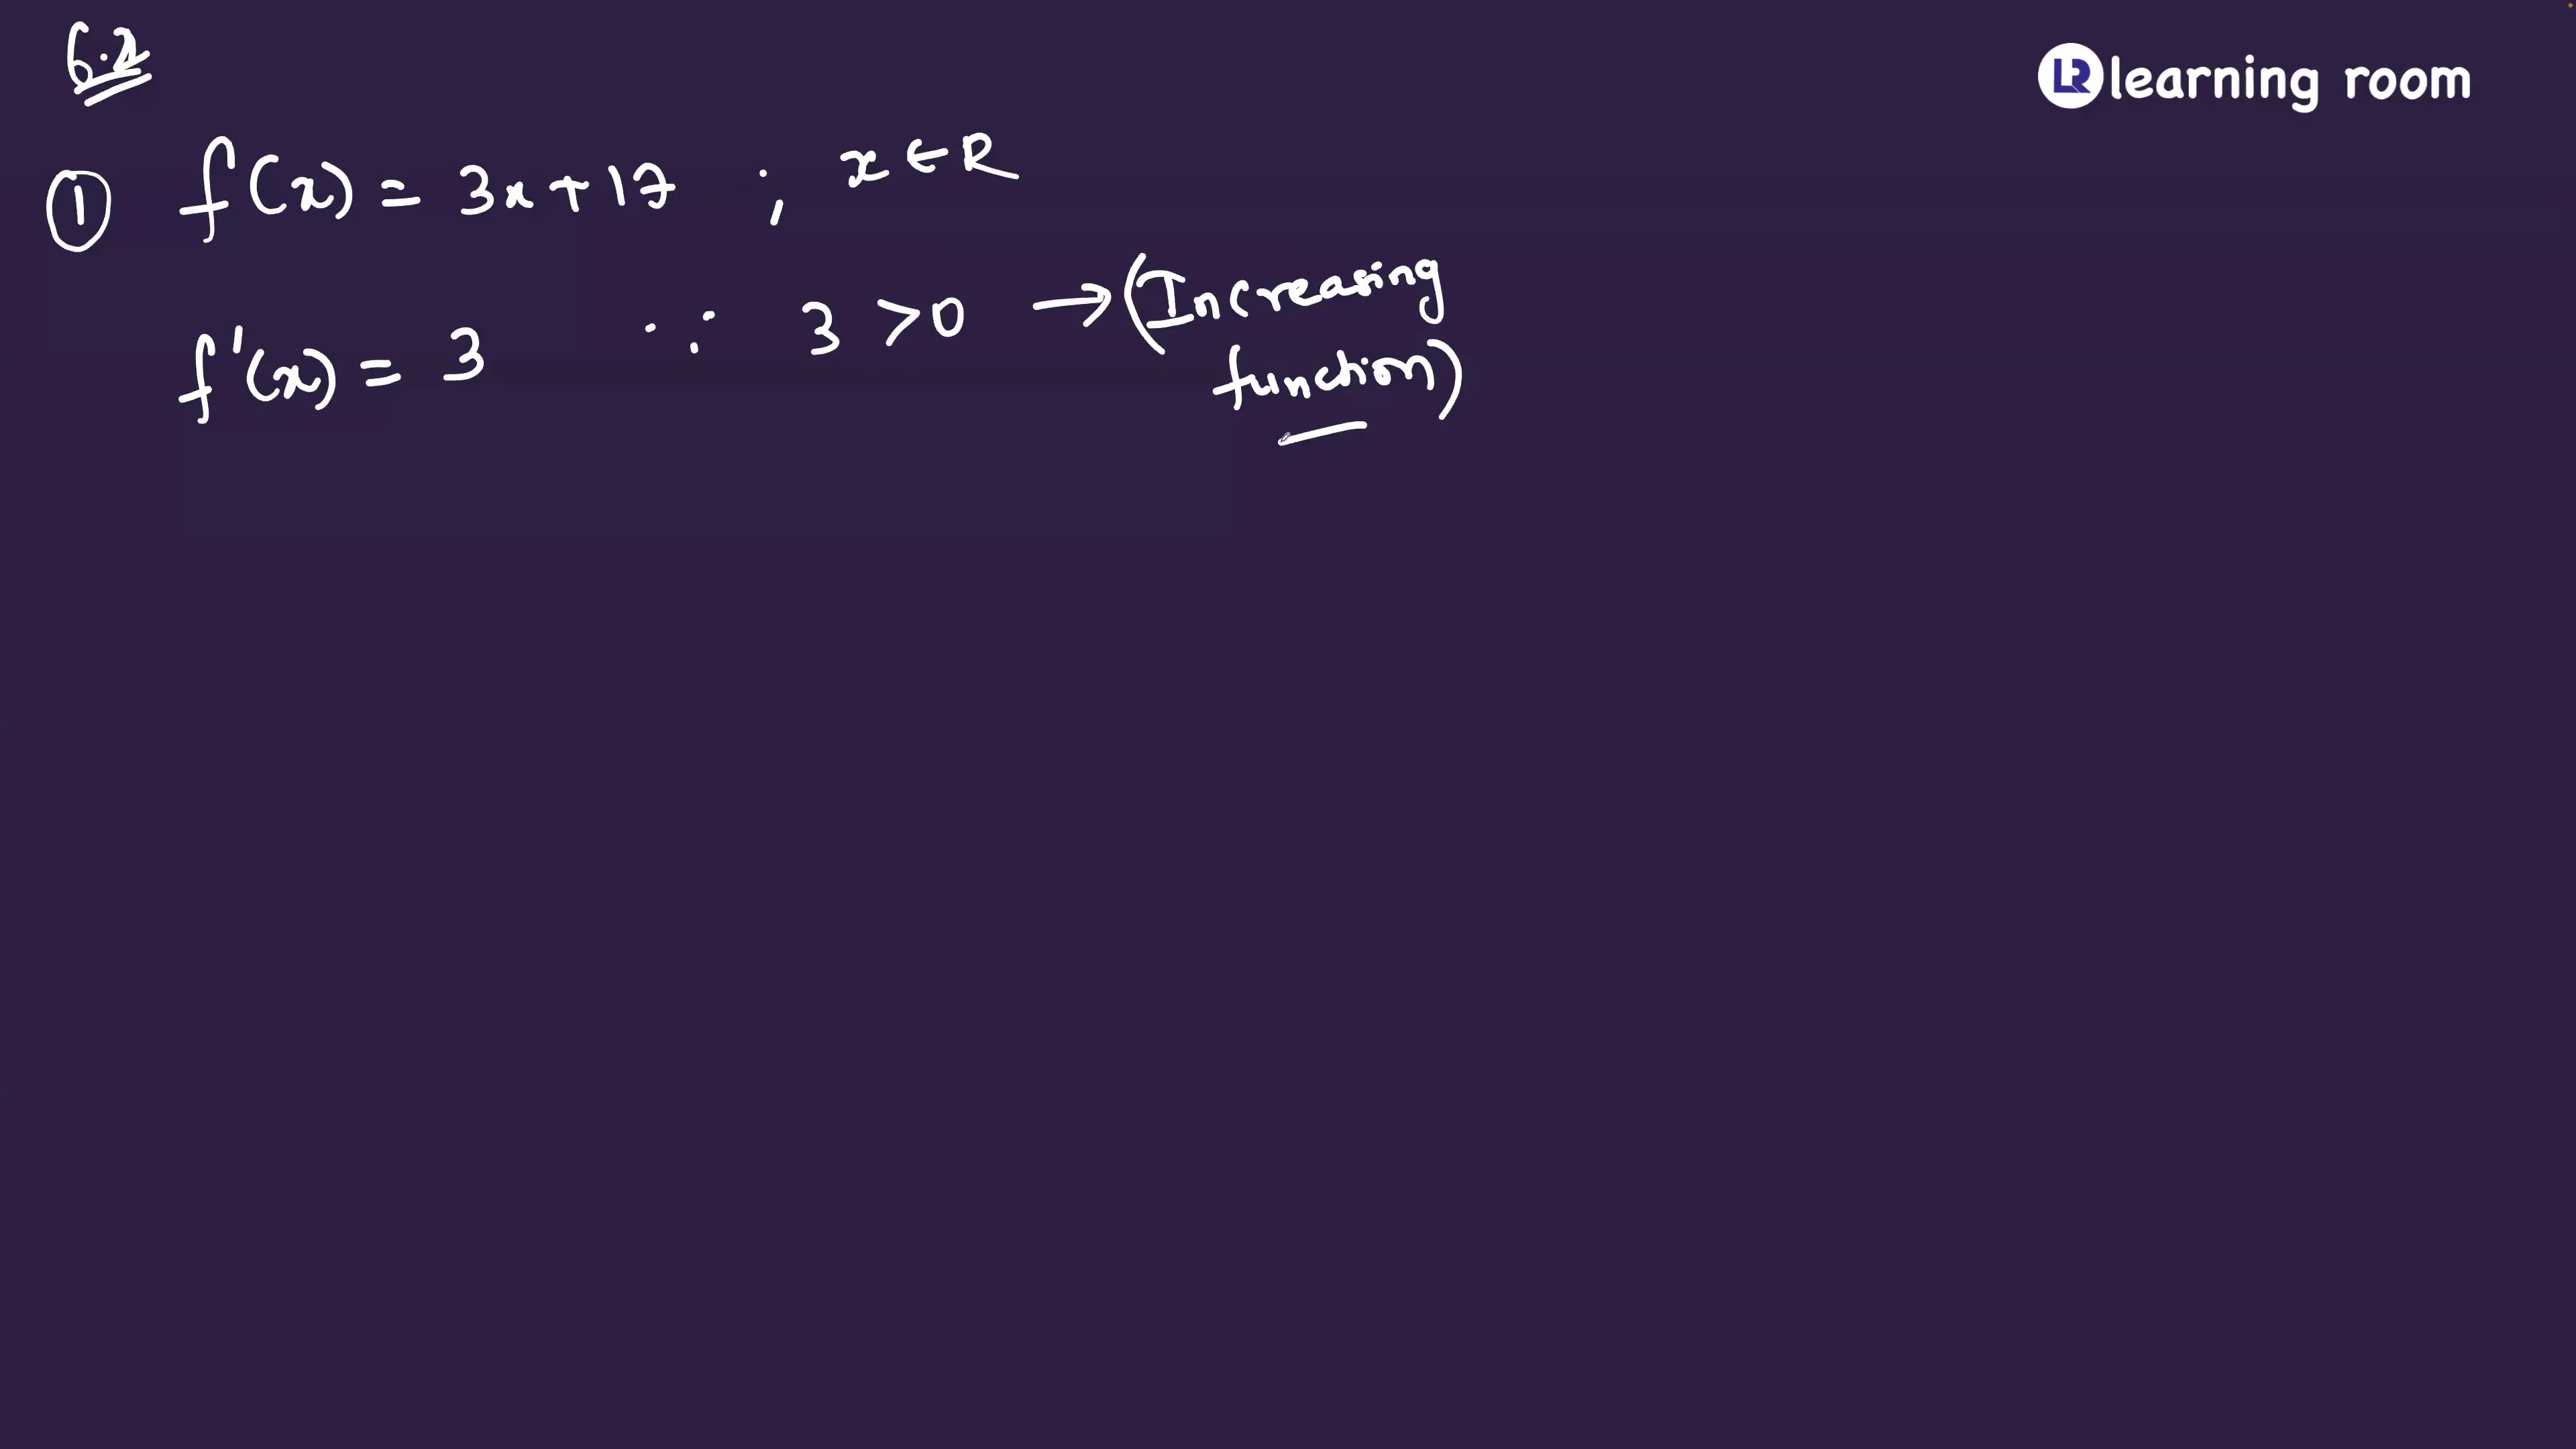 6.2
learning room
① f(x) = 3x+17 ; x ∈ R
f'(x) = 3 ∵ 3 > 0 → (Increasing
function)